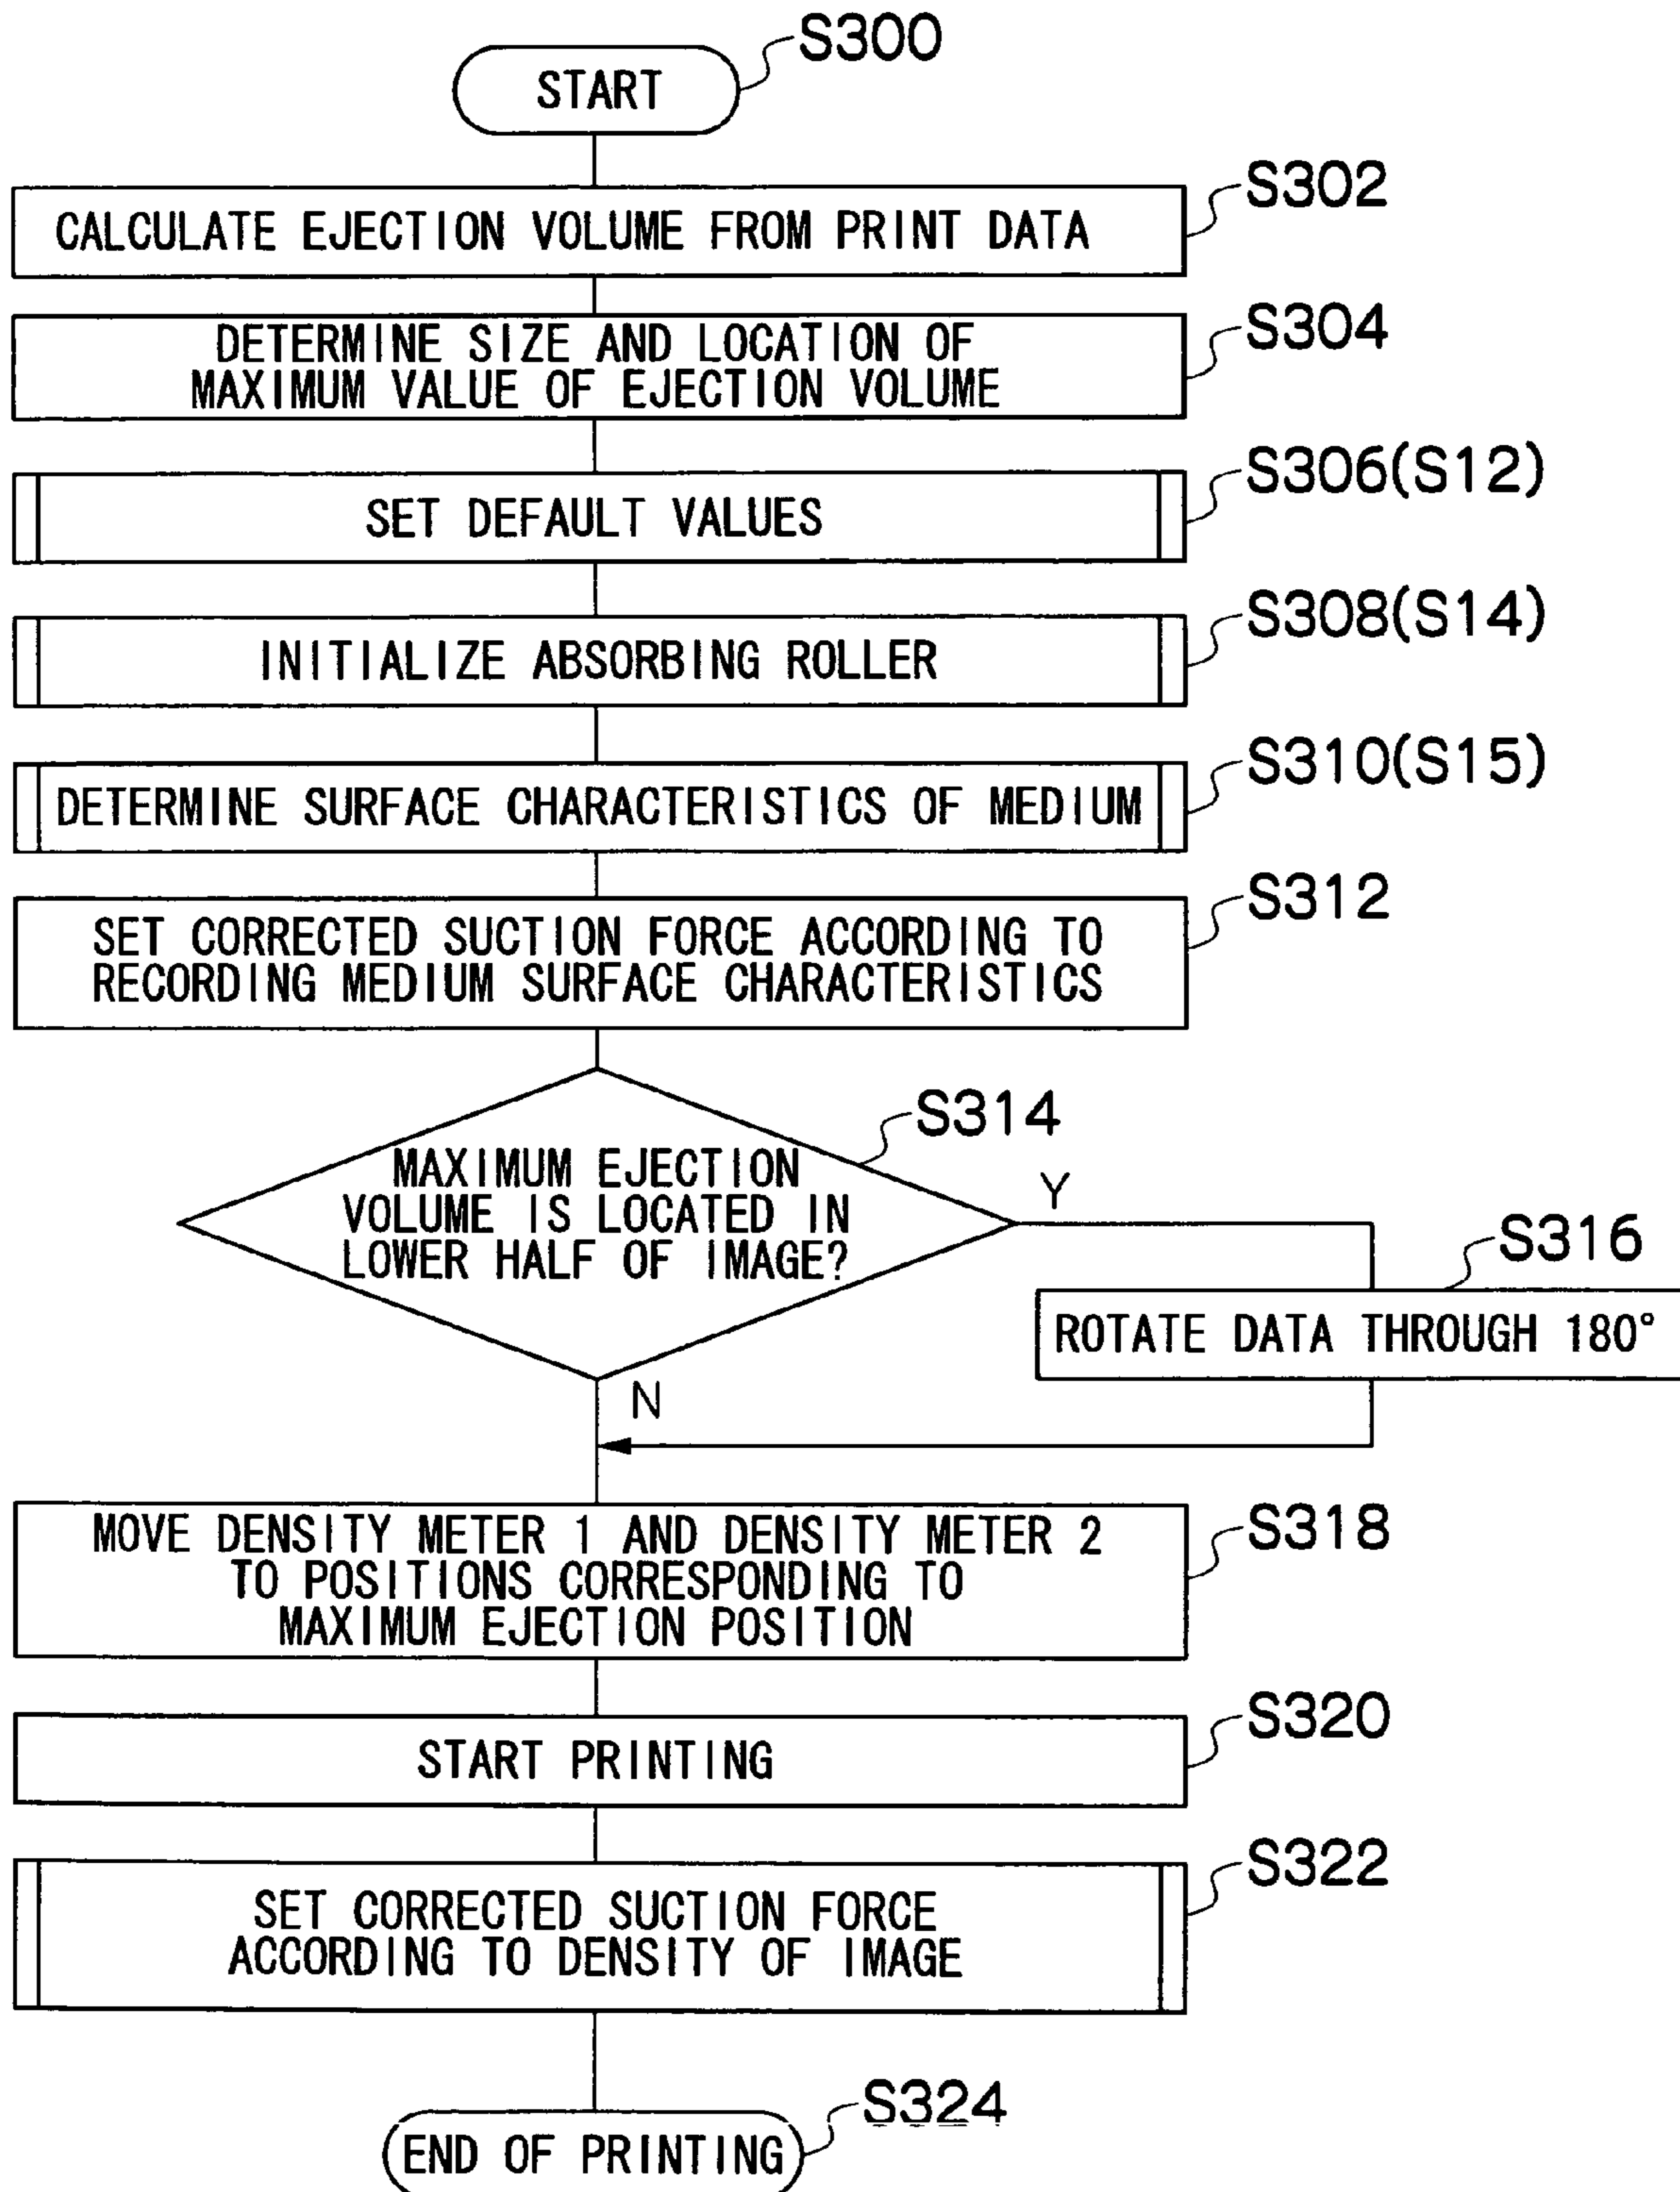 S300
START
S302
CALCULATE EJECTION VOLUME FROM PRINT DATA
S304
DETERMINE SIZE AND LOCATION OF
MAXIMUM VALUE OF EJECTION VOLUME
S306(S12)
SET DEFAULT VALUES
S308(S14)
INITIALIZE ABSORBING ROLLER
S310(S15)
DETERMINE SURFACE CHARACTERISTICS OF MEDIUM
S312
SET CORRECTED SUCTION FORCE ACCORDING TO
RECORDING MEDIUM SURFACE CHARACTERISTICS
S314
MAXIMUM EJECTION
VOLUME IS LOCATED IN
LOWER HALF OF IMAGE?
Y
S316
ROTATE DATA THROUGH 180°
N
S318
MOVE DENSITY METER 1 AND DENSITY METER 2
TO POSITIONS CORRESPONDING TO
MAXIMUM EJECTION POSITION
S320
START PRINTING
S322
SET CORRECTED SUCTION FORCE
ACCORDING TO DENSITY OF IMAGE
S324
END OF PRINTING